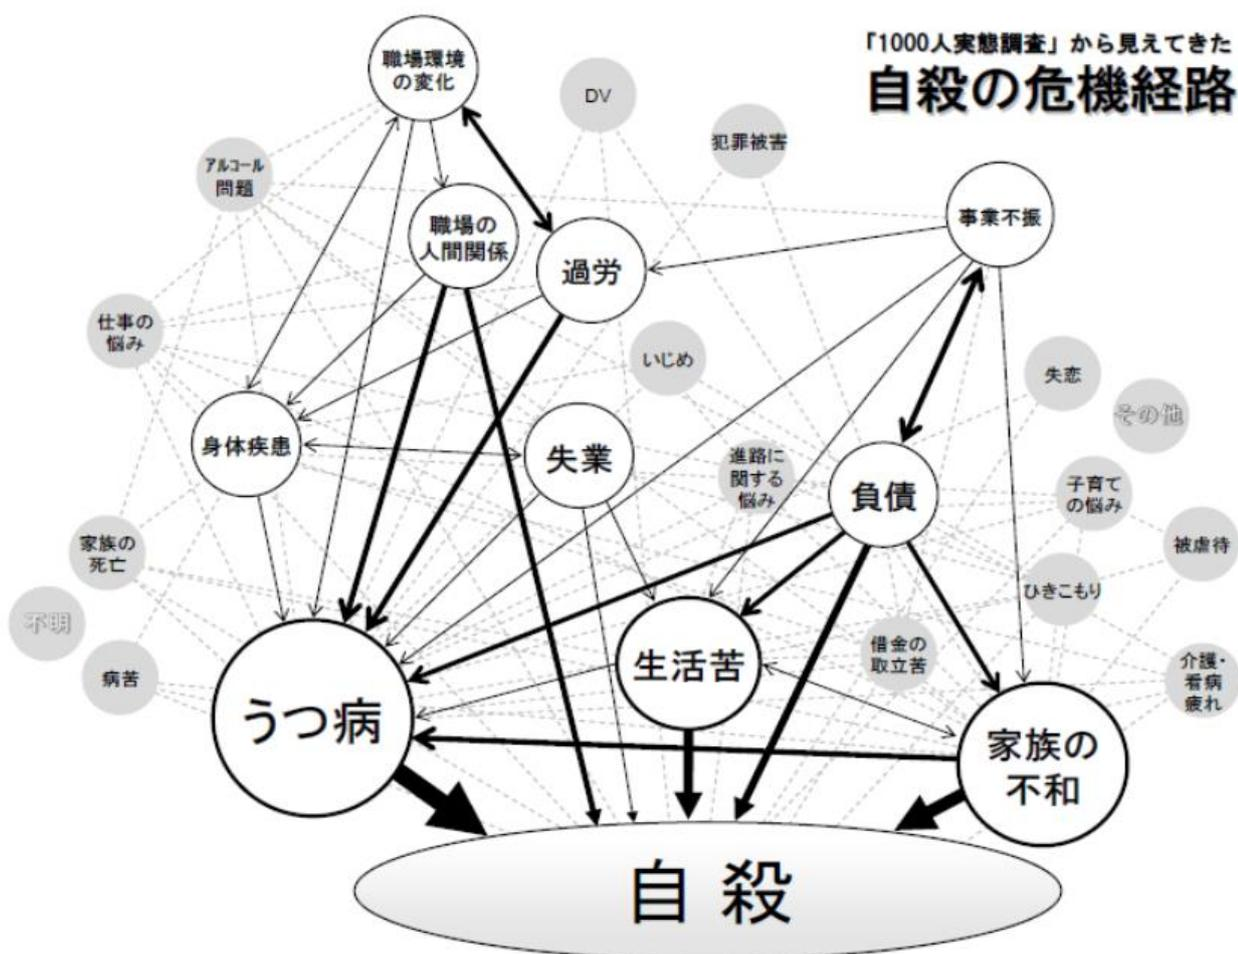 「1000人実態調査」から見えてきた
自殺の危機経路
職場環境
の変化
DV
犯罪被害
アルコール
問題
職場の
人間関係
過労
事業不振
仕事の
悩み
いじめ
失恋
その他
身体疾患
失業
進路に
関する
悩み
負債
子育て
の悩み
家族の
死亡
被虐待
ひきこもり
不明
病苦
生活苦
借金の
取立苦
介護・
看病
疲れ
うつ病
家族の
不和
自殺